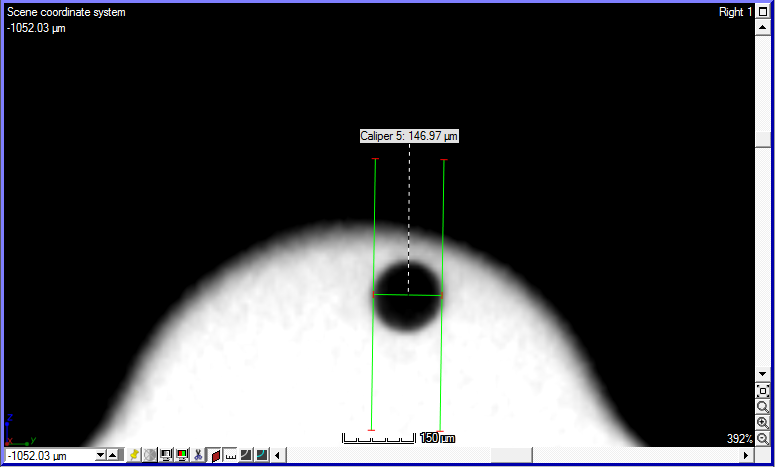 Scene coordinate system
Right 1
-1052.03 µm
Caliper 5: 146.97 µm
150 µm
392%
z
x
y
-1052.03 µm